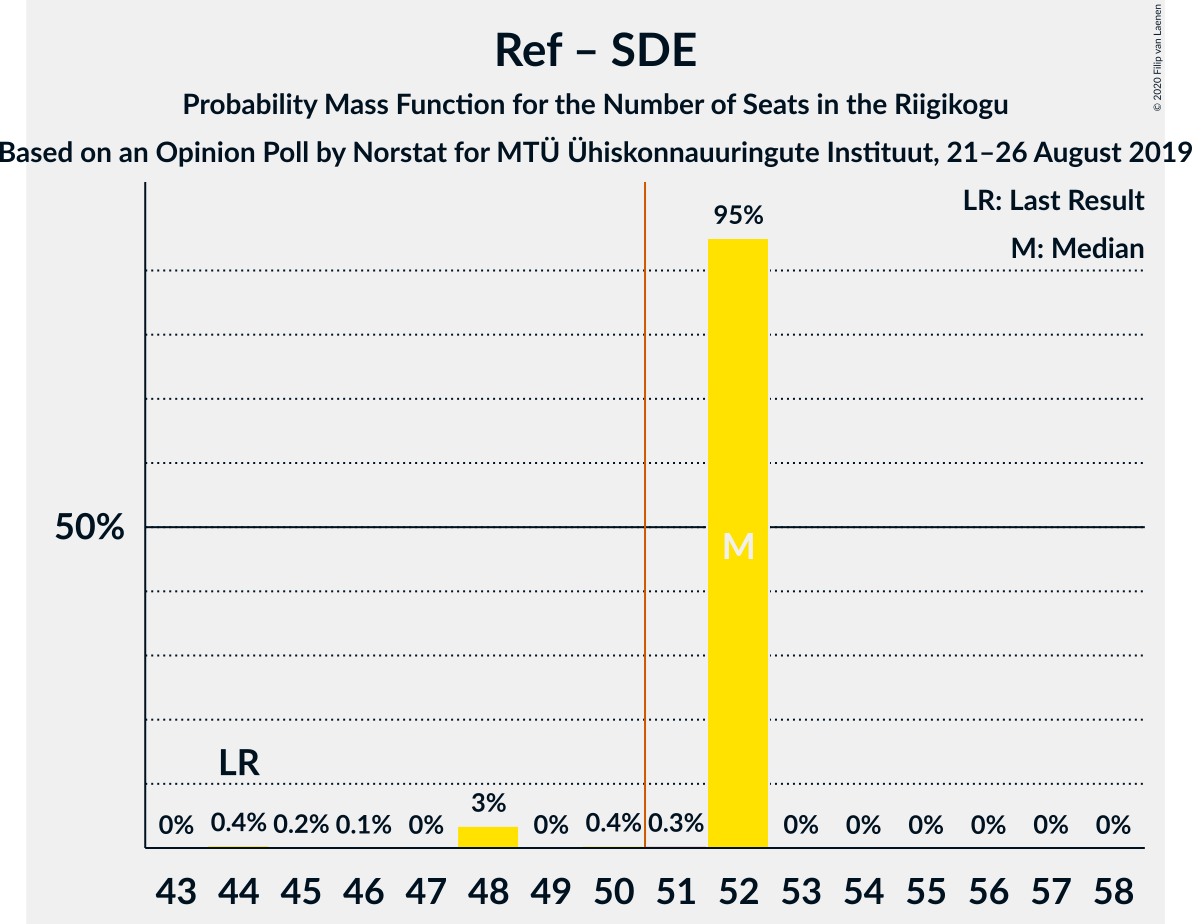 Ref – SDE
Probability Mass Function for the Number of Seats in the Riigikogu
Based on an Opinion Poll by Norstat for MTÜ Ühiskonnauuringute Instituut, 21–26 August 2019
© 2020 Filip van Laenen
LR: Last Result
M: Median
95%
50%
M
LR
3%
0% 0.4% 0.2% 0.1% 0% 0% 0.4% 0.3% 0% 0% 0% 0% 0% 0%
43 44 45 46 47 48 49 50 51 52 53 54 55 56 57 58